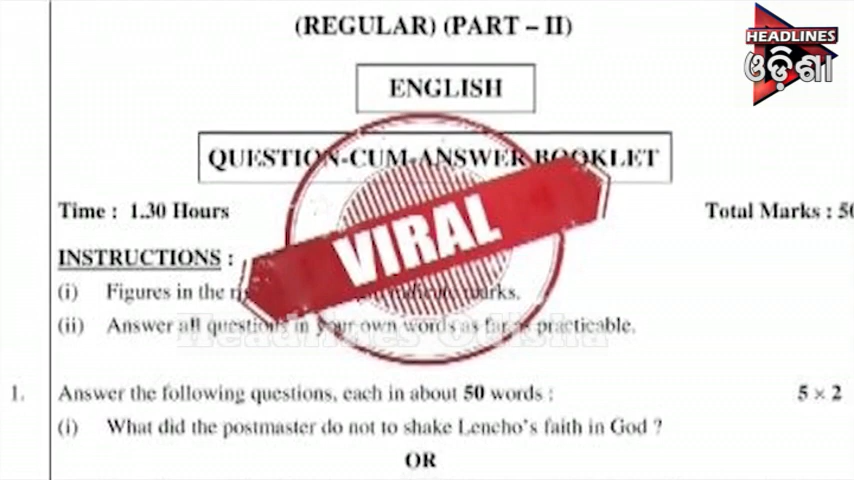 (REGULAR) (PART – II)
HEADLINES
ଓଡ଼ିଶା
ENGLISH
QUESTION-CUM-ANSWER BOOKLET
Time : 1.30 Hours Total Marks : 50
VIRAL
INSTRUCTIONS :
(i) Figures in the marks.
(ii) Answer all questions in your own words as far as practicable.
Headlines Odisha
1. Answer the following questions, each in about 50 words : 5 × 2
(i) What did the postmaster do not to shake Lencho's faith in God ?
OR